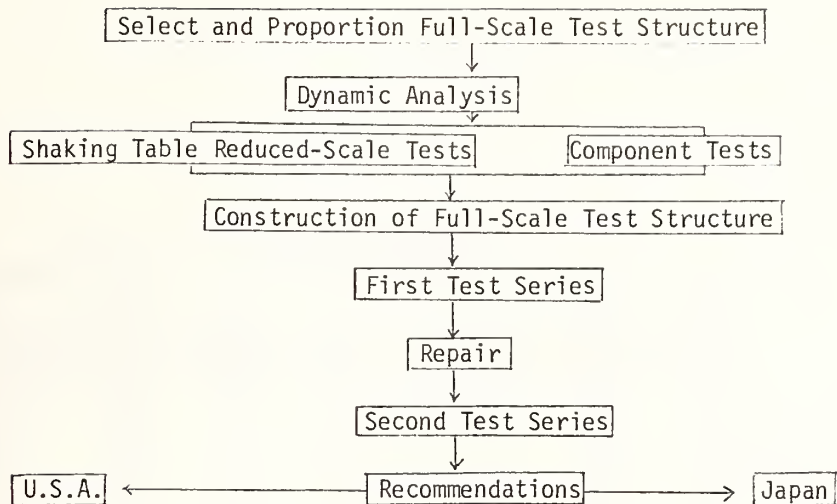 Select and Proportion Full-Scale Test Structure
Dynamic Analysis
Shaking Table Reduced-Scale Tests Component Tests
Construction of Full-Scale Test Structure
First Test Series
Repair
Second Test Series
U.S.A. Recommendations Japan